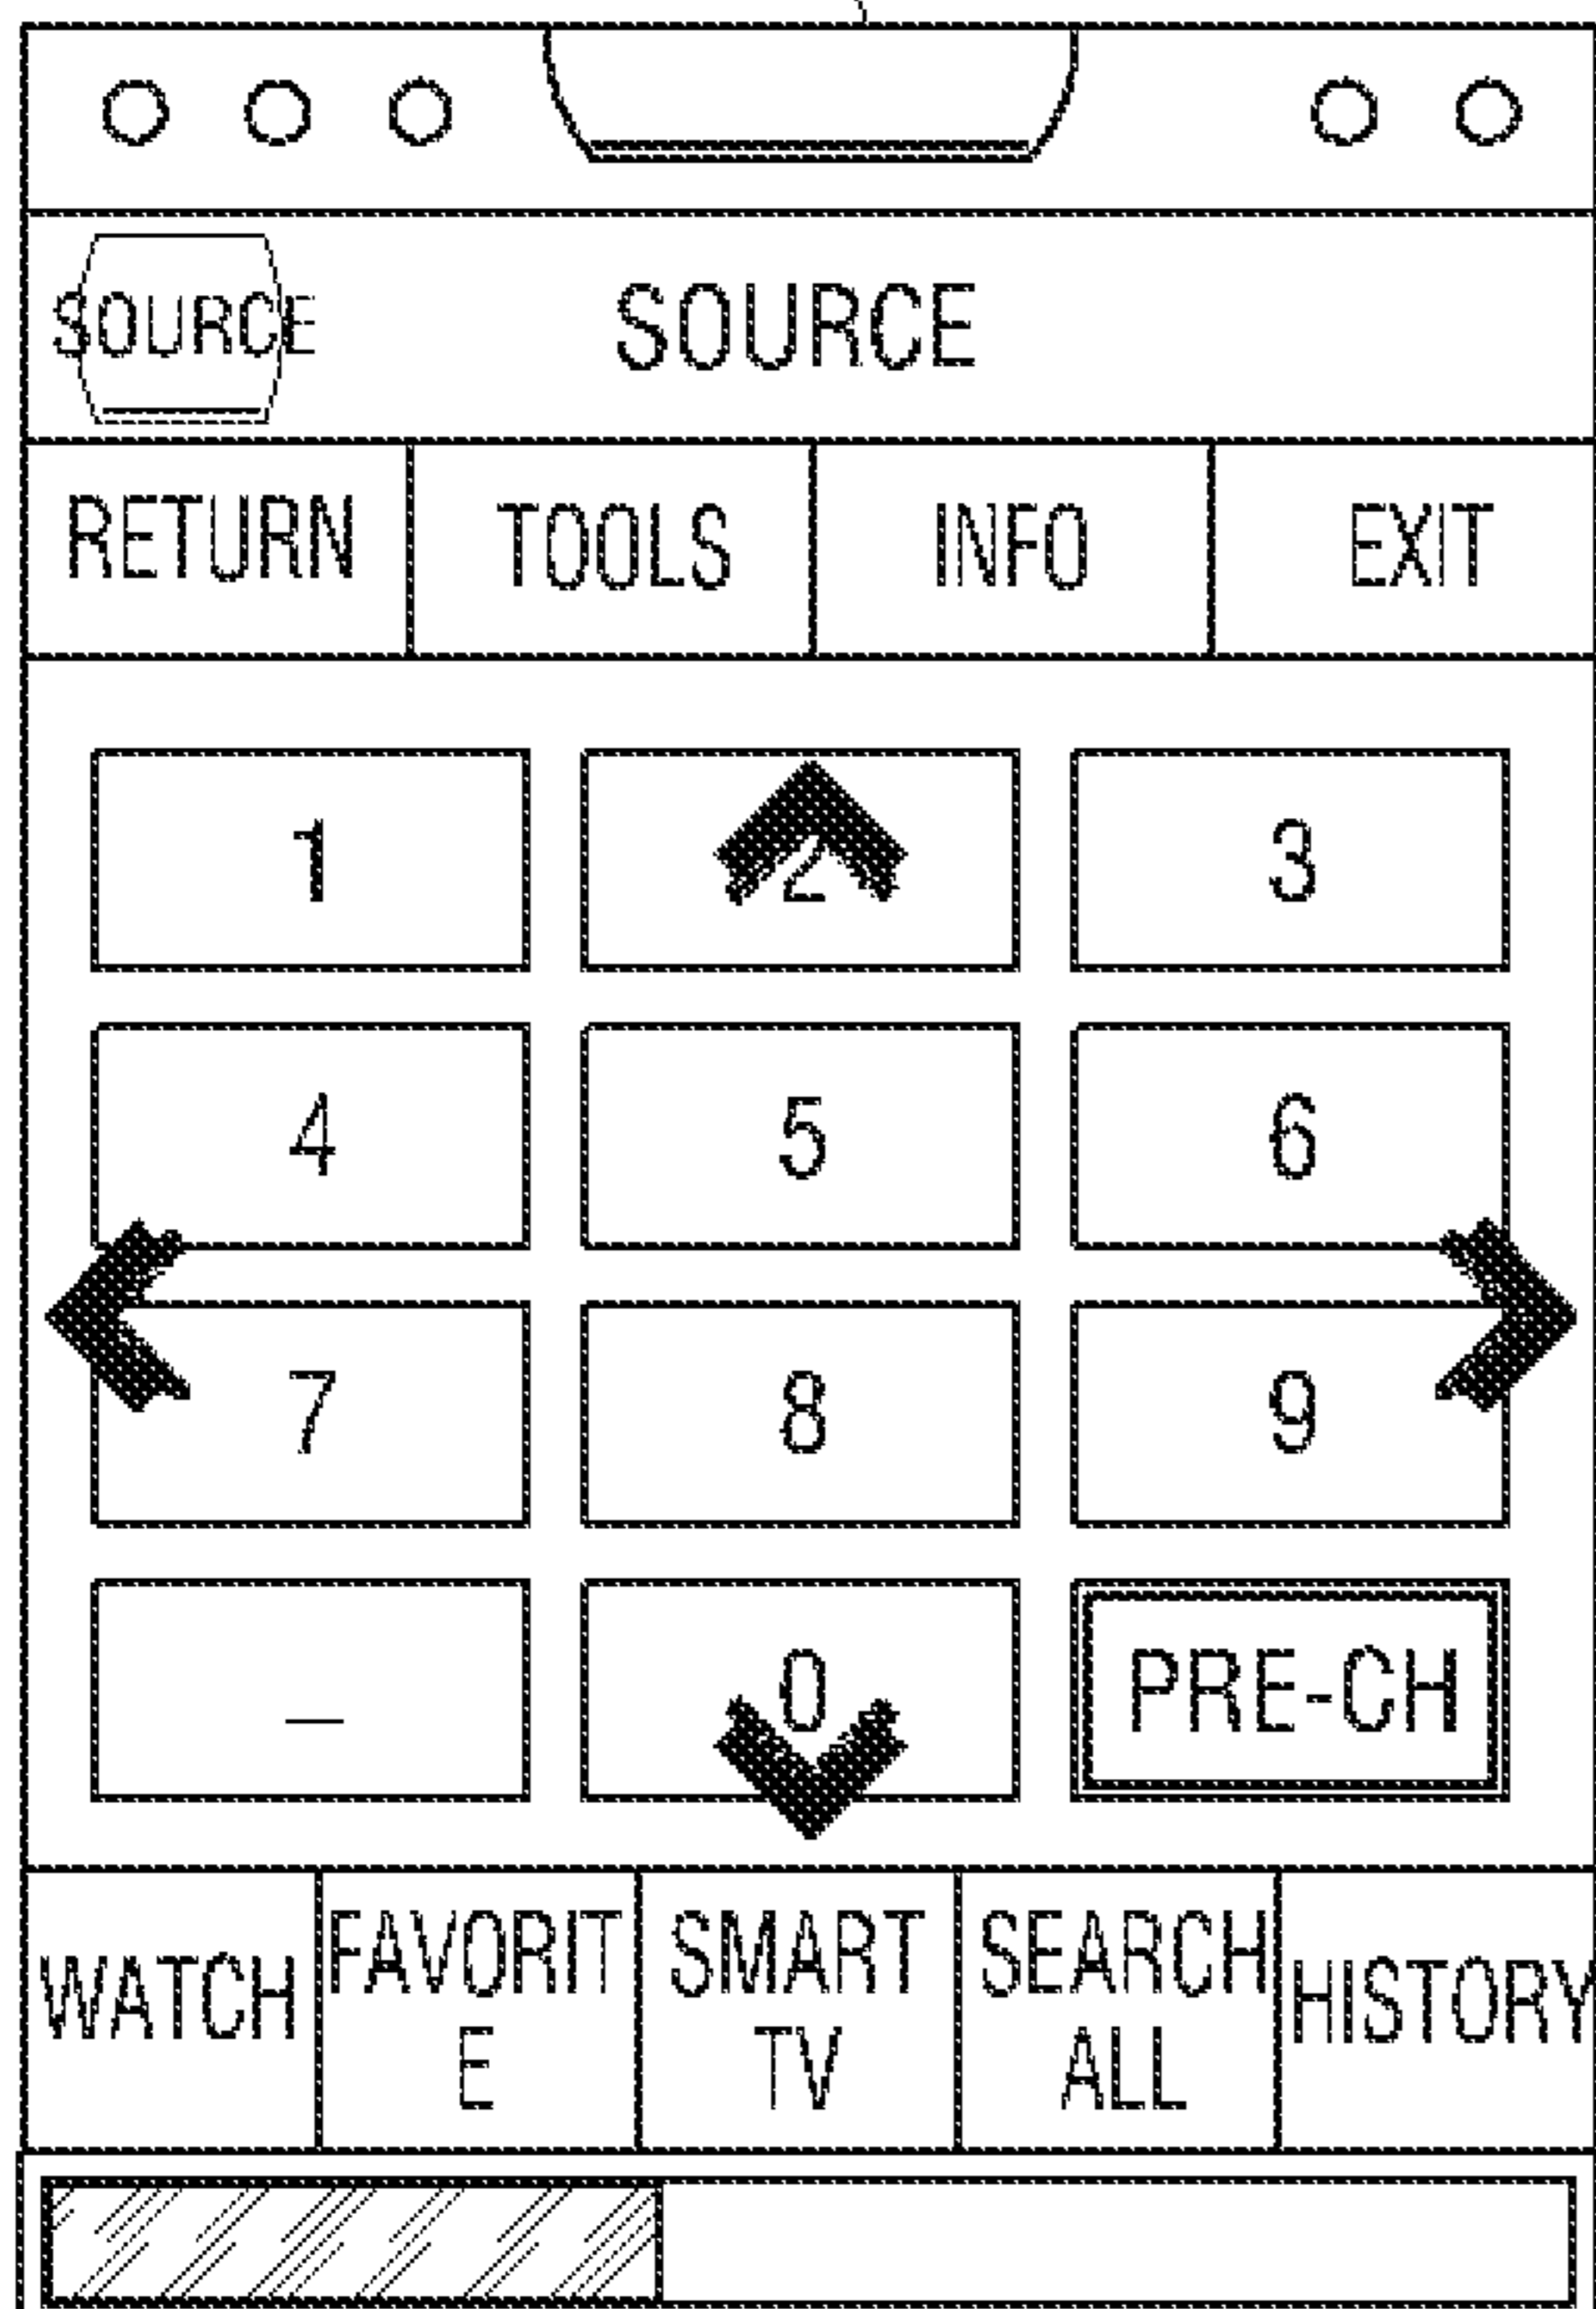 SOURCE SOURCE
RETURN TOOLS INFO EXIT
1 2 3
4 5 6
7 8 9
_ 0 PRE-CH
WATCH FAVORIT SMART SEARCH HISTORY
E TV ALL